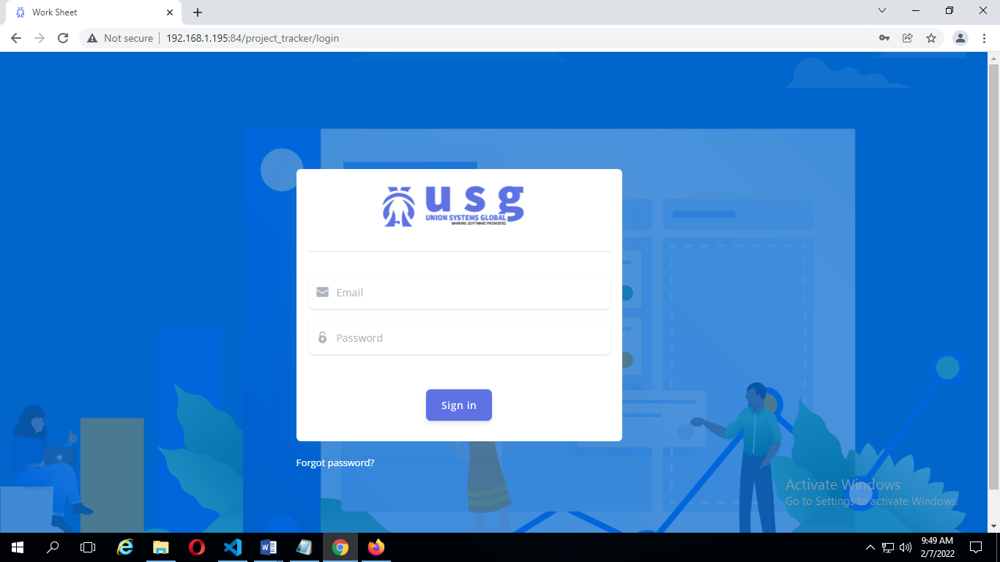 Work Sheet
Not secure
192.168.1.195:84/project_tracker/login
usg
UNION SYSTEMS GLOBAL
BANKING SOFTWARE PROVIDERS
Email
Password
Sign in
Forgot password?
Activate Windows
Go to Settings to activate Windows.
9:49 AM
2/7/2022